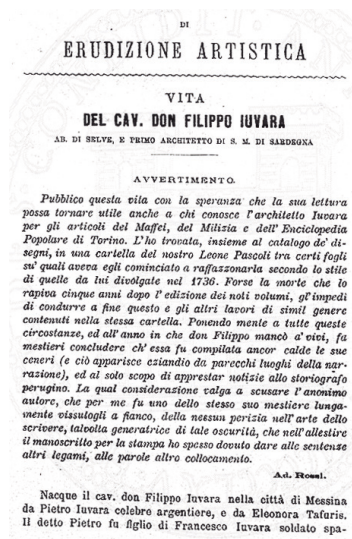 DI
ERUDIZIONE ARTISTICA
VITA
DEL CAV. DON FILIPPO IUVARA
AB. DI SELVE, E PRIMO ARCHITETTO DI S. M. DI SARDEGNA
AVVERTIMENTO.
Pubblico questa vita con la speranza che la sua lettura
possa tornare utile anche a chi conosce l'architetto Iuvara
per gli articoli del Maffei, del Milizia e dell'Enciclopedia
Popolare di Torino. L'ho trovata, insieme al catalogo de' di-
segni, in una cartella del nostro Leone Pascoli tra certi fogli
su' quali aveva egli cominciato a raffazzonarla secondo lo stile
di quelle da lui divolgate nel 1736. Forse la morte che lo
rapiva cinque anni dopo l'edizione dei noti volumi, gl'impedì
di condurre a fine questo e gli altri lavori di simil genere
contenuti nella stessa cartella. Ponendo mente a tutte queste
circostanze, ed all'anno in che don Filippo mancò a' vivi, fa
mestieri concludere ch'essa fu compilata ancor calde le sue
ceneri (e ciò apparisce eziandio da parecchi luoghi della nar-
razione), ed al solo scopo di apprestar notizie allo storiografo
perugino. La qual considerazione valga a scusare l'anonimo
autore, che per me fu uno dello stesso suo mestiere lunga-
mente vissutogli a fianco, della nessun perizia nell'arte dello
scrivere, talvolta generatrice di tale oscurità, che nell'allestire
il manoscritto per la stampa ho spesso dovuto dare alle sentenze
altri legami, alle parole altro collocamento.
Ad. Rossi.
Nacque il cav. don Filippo Iuvara nella città di Messina
da Pietro Iuvara celebre argentiere, e da Eleonora Tafuris.
Il detto Pietro fu figlio di Francesco Iuvara soldato spa-